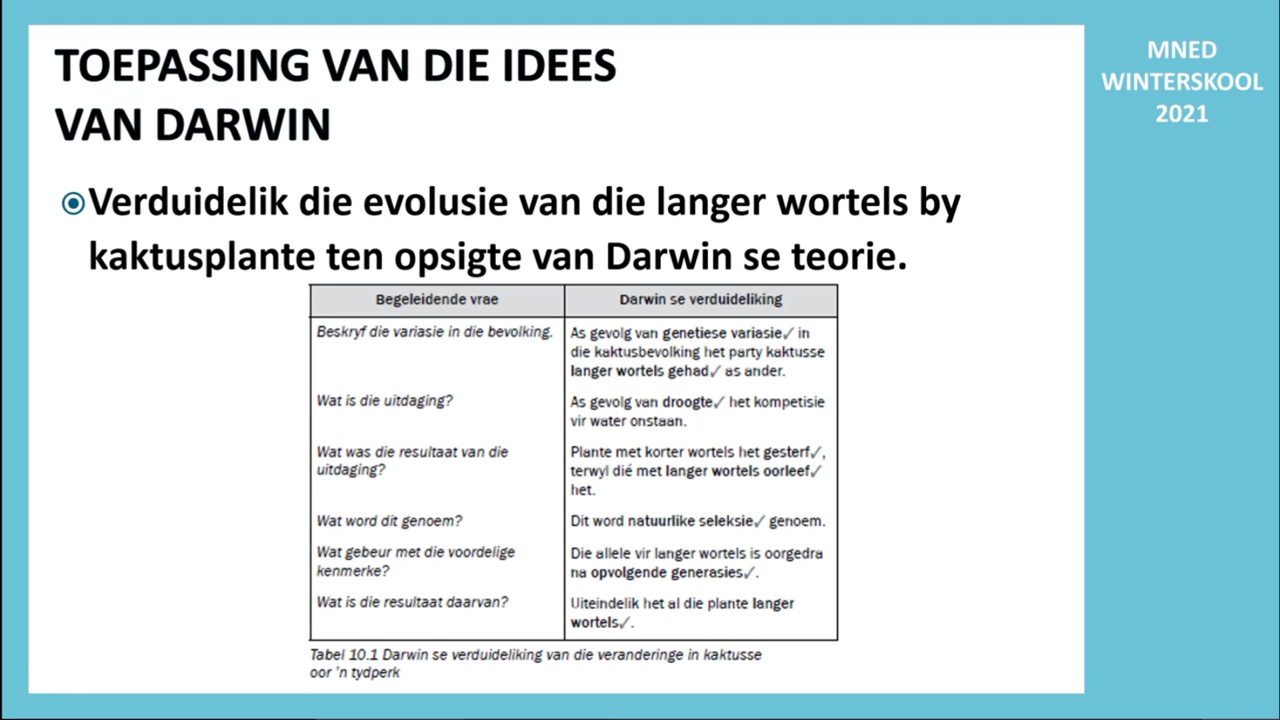 TOEPASSING VAN DIE IDEES
VAN DARWIN
MNED
WINTERSKOOL
2021
Verduidelik die evolusie van die langer wortels by
kaktusplante ten opsigte van Darwin se teorie.
Begeleidende vrae
Darwin se verduideliking
Beskryf die variasie in die bevolking.
As gevolg van genetiese variasie✓ in
die kaktusbevolking het party kaktusse
langer wortels gehad✓ as ander.
Wat is die uitdaging?
As gevolg van droogte✓ het kompetisie
vir water onstaan.
Wat was die resultaat van die
uitdaging?
Plante met korter wortels het gesterf✓,
terwyl dié met langer wortels oorleef✓
het.
Wat word dit genoem?
Dit word natuurlike seleksie✓ genoem.
Wat gebeur met die voordelige
kenmerke?
Die allele vir langer wortels is oorgedra
na opvolgende generasies✓.
Wat is die resultaat daarvan?
Uiteindelik het al die plante langer
wortels✓.
Tabel 10.1 Darwin se verduideliking van die veranderinge in kaktusse
oor 'n tydperk